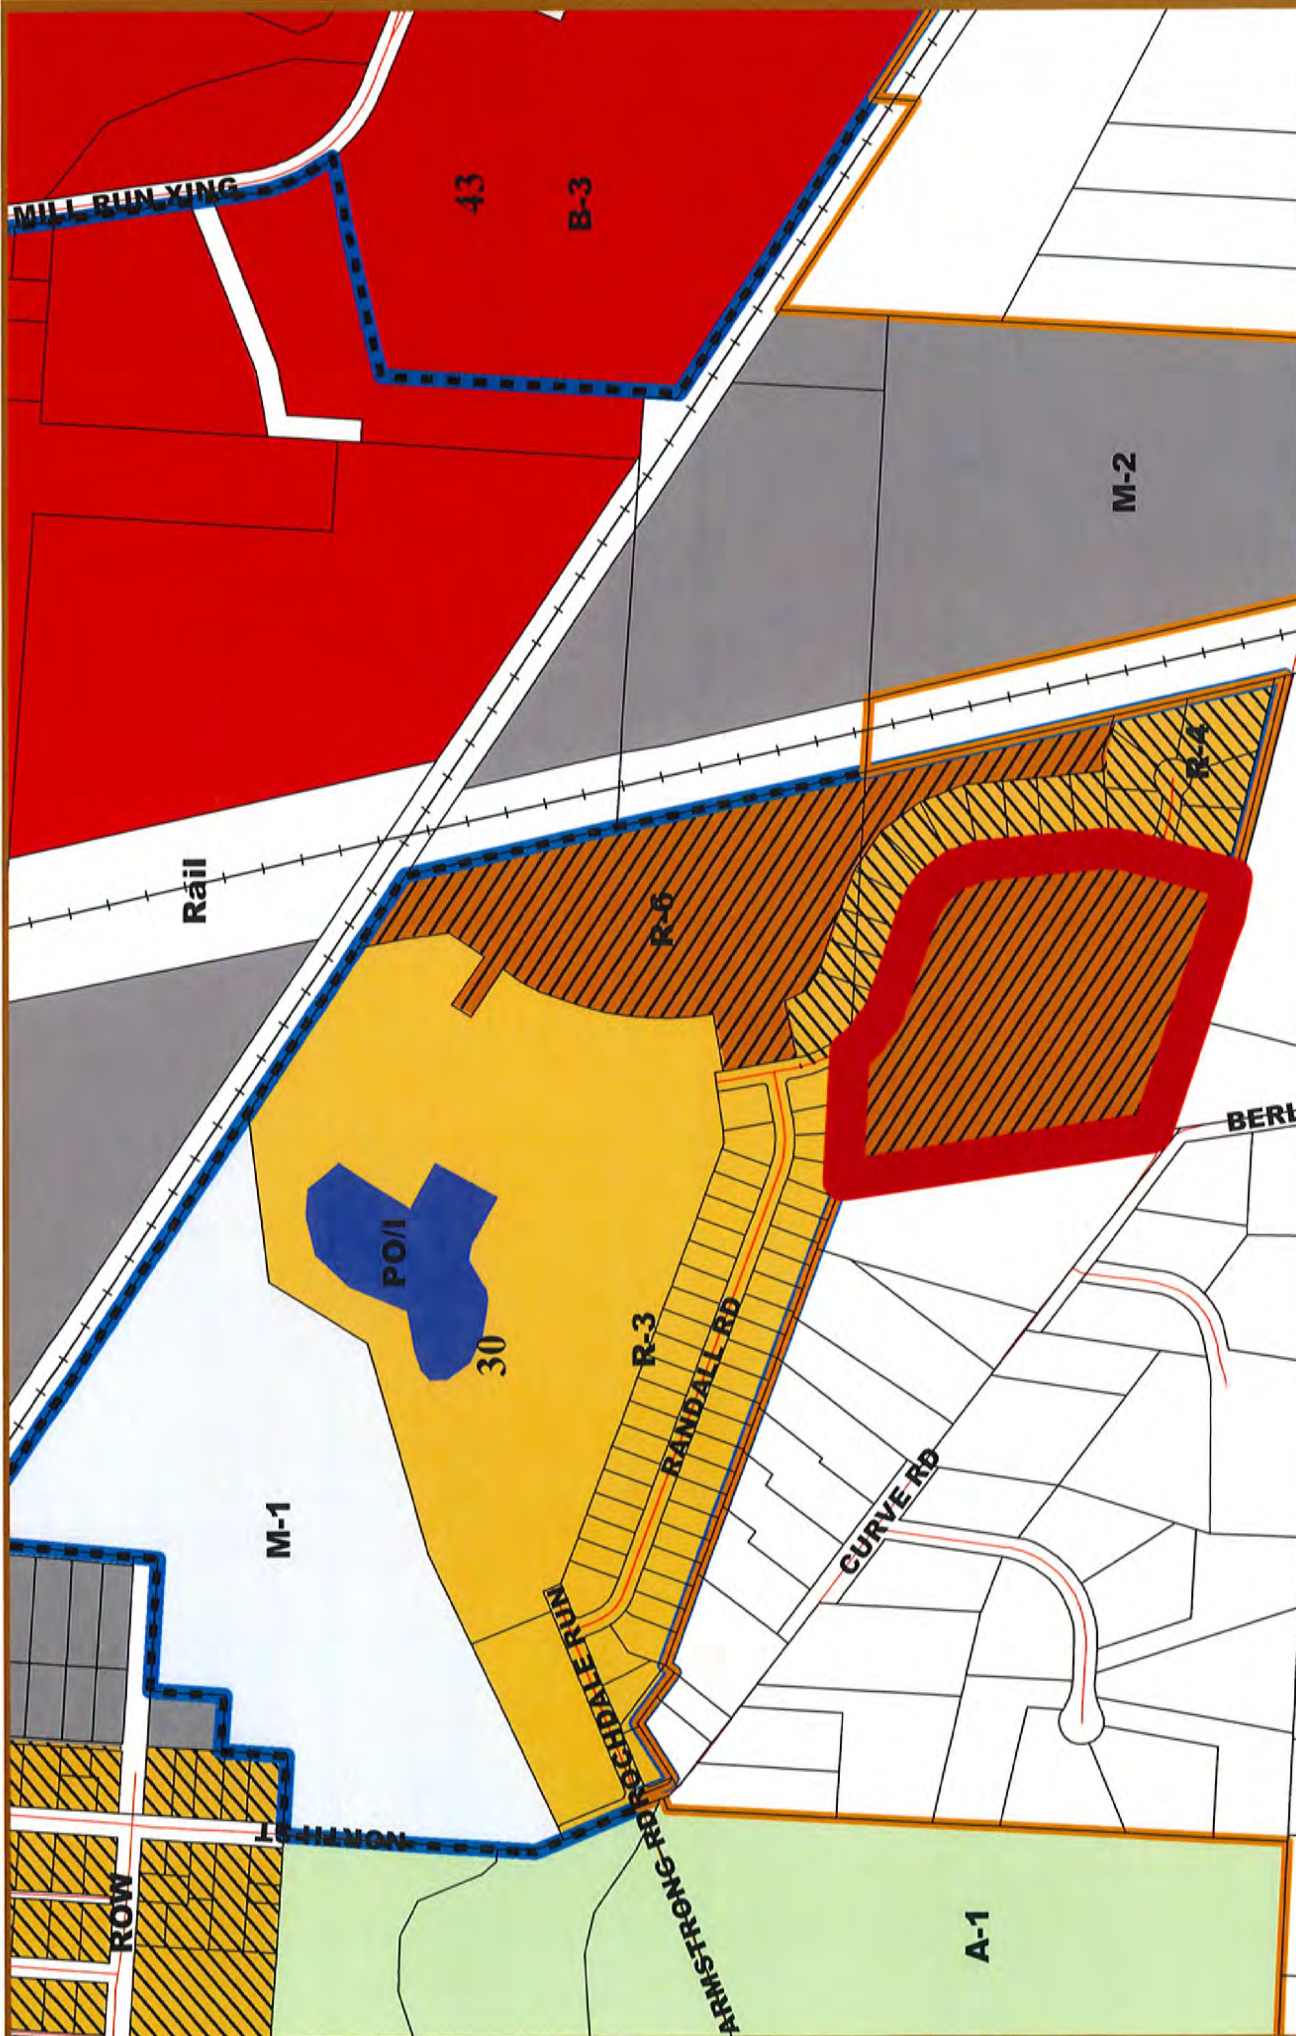 MILL RUN XING
43
B-3
M-2
Rail
R-4
R-6
PO/I
30
R-3
RANDALL RD
BERL
M-1
CURVE RD
ROCHDALE RUN
NORTH ST
ROW
ARMSTRONG RD
A-1